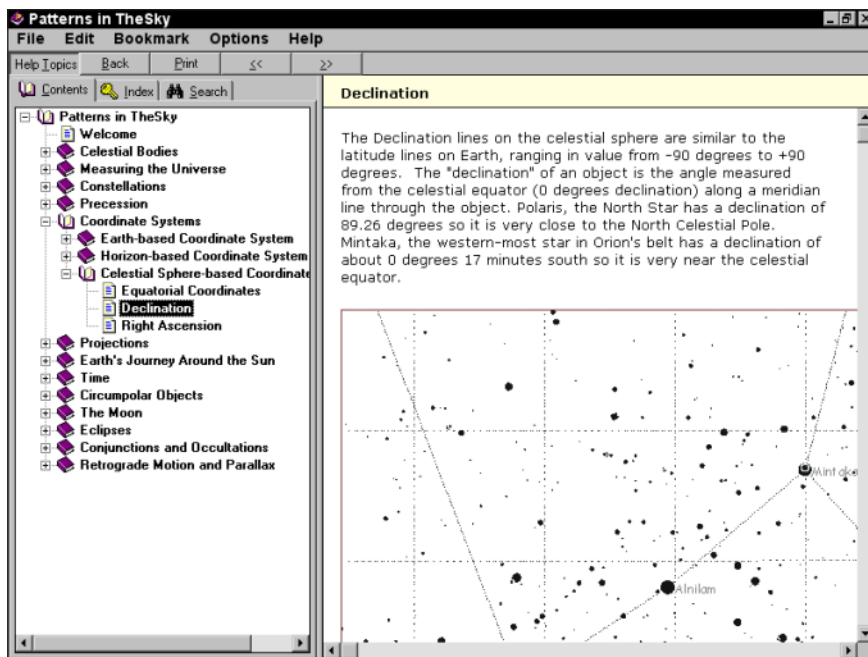 Patterns in TheSky
File Edit Bookmark Options Help
Help Topics Back Print << >>
Contents Index Search
Patterns in TheSky
Welcome
Celestial Bodies
Measuring the Universe
Constellations
Precession
Coordinate Systems
Earth-based Coordinate System
Horizon-based Coordinate System
Celestial Sphere-based Coordinate
Equatorial Coordinates
Declination
Right Ascension
Projections
Earth's Journey Around the Sun
Time
Circumpolar Objects
The Moon
Eclipses
Conjunctions and Occultations
Retrograde Motion and Parallax
Declination
The Declination lines on the celestial sphere are similar to the
latitude lines on Earth, ranging in value from -90 degrees to +90
degrees. The "declination" of an object is the angle measured
from the celestial equator (0 degrees declination) along a meridian
line through the object. Polaris, the North Star has a declination of
89.26 degrees so it is very close to the North Celestial Pole.
Mintaka, the western-most star in Orion's belt has a declination of
about 0 degrees 17 minutes south so it is very near the celestial
equator.
Mintaka
Alnilam